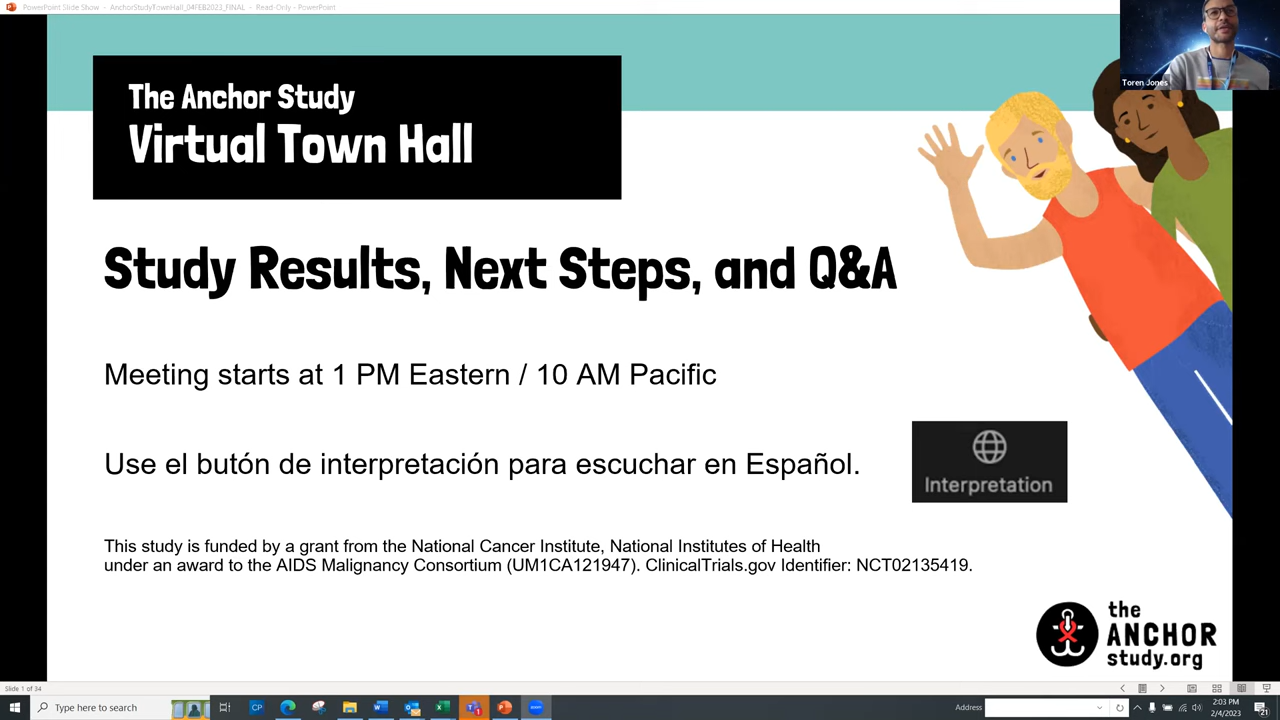 PowerPoint Slide Show - AnchorStudyTownHall_04FEB2023_FINAL - Read-Only - PowerPoint
Toren Jones
The Anchor Study
Virtual Town Hall
Study Results, Next Steps, and Q&A
Meeting starts at 1 PM Eastern / 10 AM Pacific
Use el butón de interpretación para escuchar en Español.
Interpretation
This study is funded by a grant from the National Cancer Institute, National Institutes of Health
under an award to the AIDS Malignancy Consortium (UM1CA121947). ClinicalTrials.gov Identifier: NCT02135419.
the
ANCHOR
study.org
Slide 1 of 34
Type here to search
CP
Address
2:03 PM
2/4/2023
21